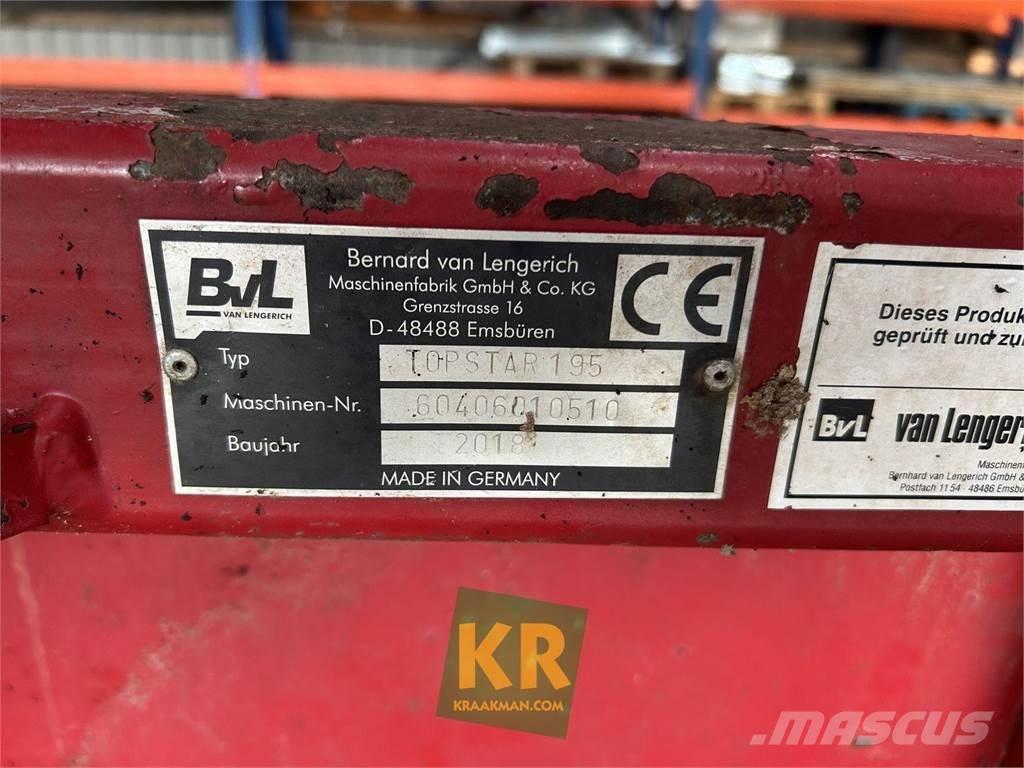 BvL
VAN LENGERICH
Bernard van Lengerich
Maschinenfabrik GmbH & Co. KG
Grenzstrasse 16
D-48488 Emsbüren
CE
Typ TOPSTAR 195
Maschinen-Nr. 60406010510
Baujahr 2018
MADE IN GERMANY
Dieses Produk
geprüft und zu
BvL van Lenger
Maschinen
Bernard van Lengerich GmbH &
Postfach 11 54 48486 Emsbü
KR
KRAAKMAN.COM
MASCUS